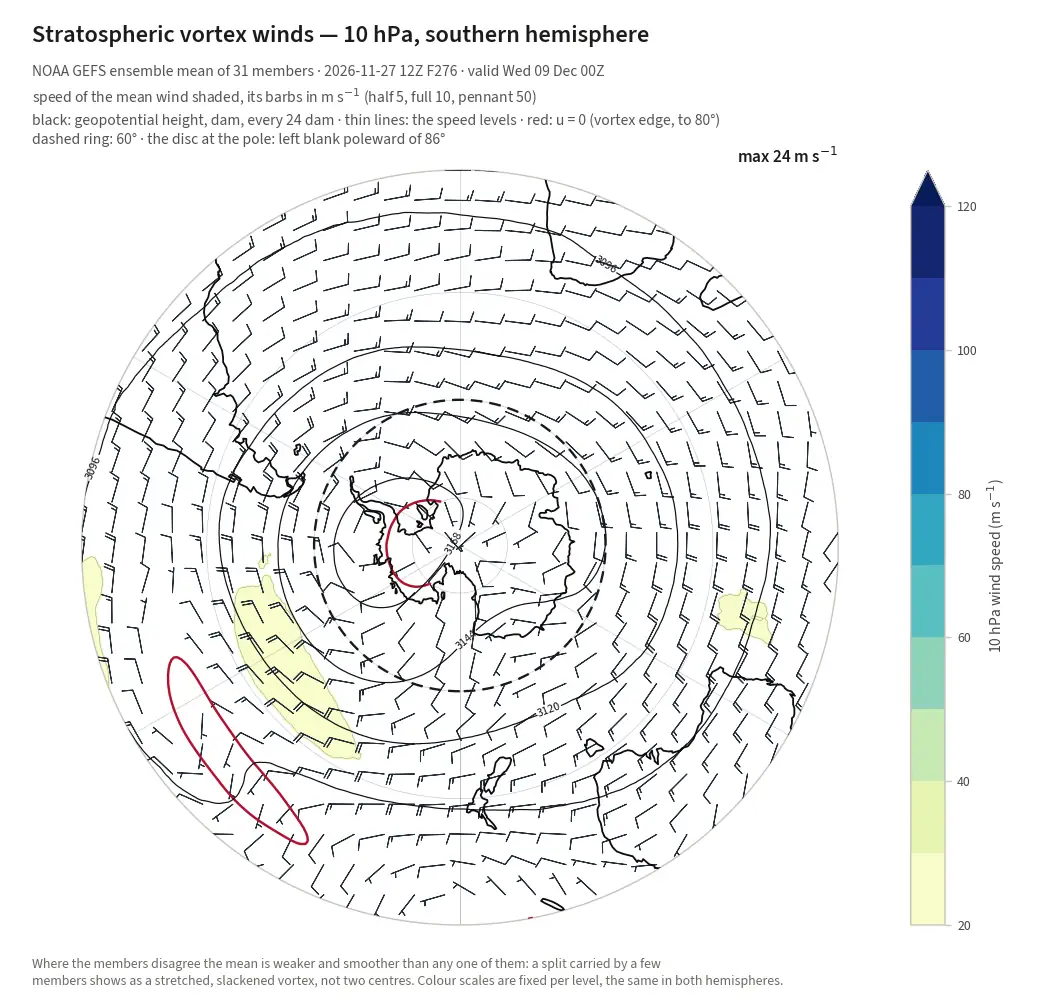 Stratospheric vortex winds — 10 hPa, southern hemisphere
NOAA GEFS ensemble mean of 31 members · 2026-11-27 12Z F276 · valid Wed 09 Dec 00Z
speed of the mean wind shaded, its barbs in m s⁻¹ (half 5, full 10, pennant 50)
black: geopotential height, dam, every 24 dam · thin lines: the speed levels · red: u = 0 (vortex edge, to 80°)
dashed ring: 60° · the disc at the pole: left blank poleward of 86°
max 24 m s⁻¹
120
100
80
60
40
20
10 hPa wind speed (m s⁻¹)
3096
3096
3168
3144
3120
Where the members disagree the mean is weaker and smoother than any one of them: a split carried by a few
members shows as a stretched, slackened vortex, not two centres. Colour scales are fixed per level, the same in both hemispheres.